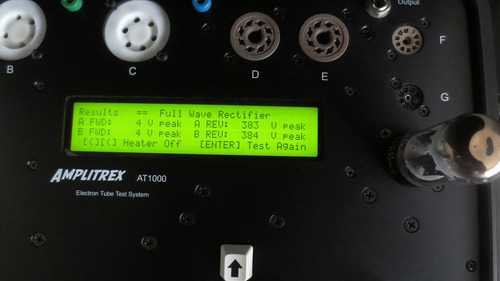 Output
B
C
D
E
F
G
Results == Full Wave Rectifier
A FWD: 4 V peak A REV: 383 V peak
B FWD: 4 V peak B REV: 384 V peak
[<][<] Heater Off [ENTER] Test Again
AMPLITREX AT1000
Electron Tube Test System